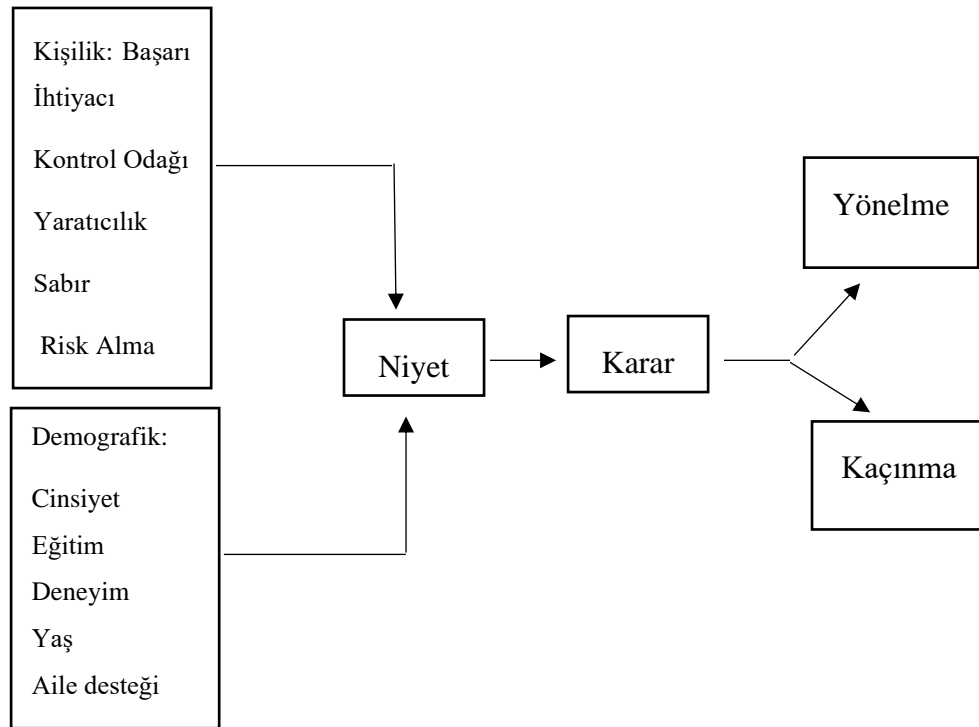 Kişilik: Başarı
İhtiyacı
Kontrol Odağı
Yaratıcılık
Sabır
Risk Alma
Demografik:
Cinsiyet
Eğitim
Deneyim
Yaş
Aile desteği
Niyet
Karar
Yönelme
Kaçınma